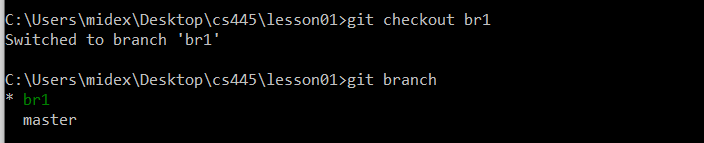 C:\Users\midex\Desktop\cs445\lesson01>git checkout br1
Switched to branch 'br1'
C:\Users\midex\Desktop\cs445\lesson01>git branch
* br1
  master